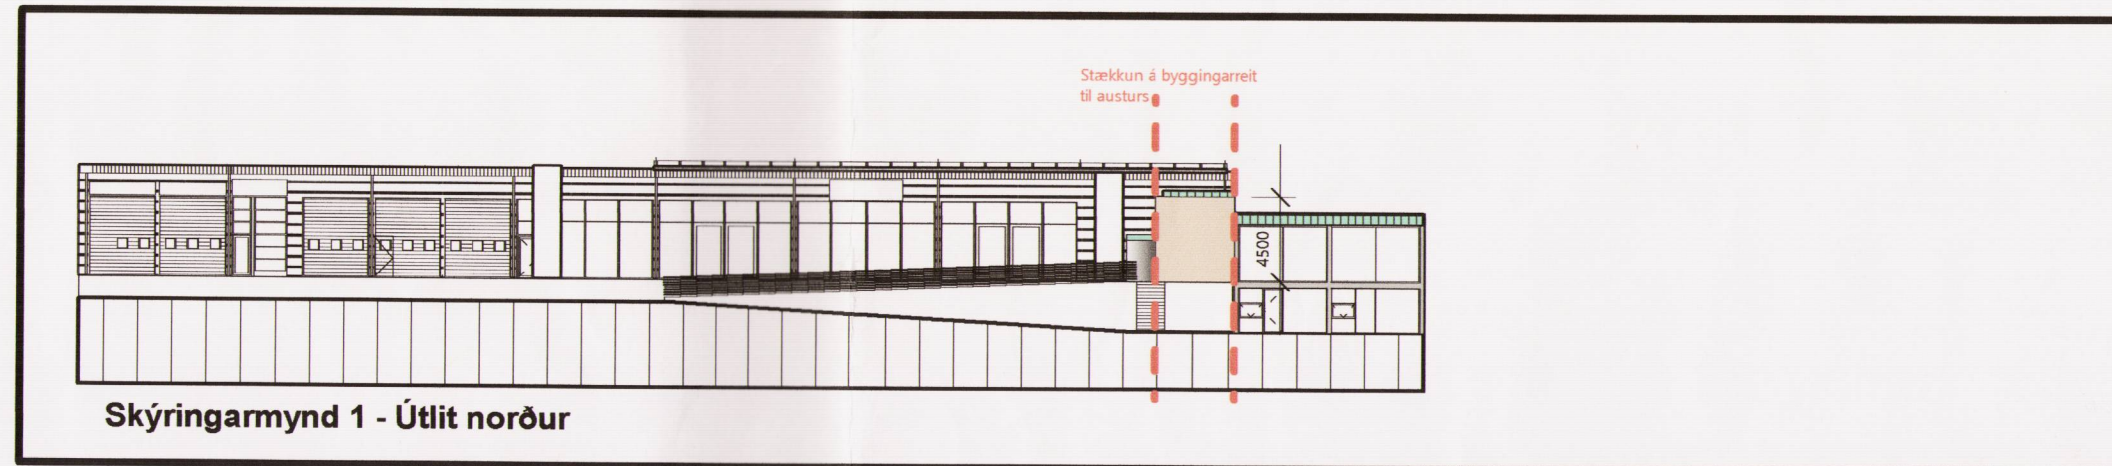 Stækkun á byggingarreit
til austurs
4500
Skýringarmynd 1 - Útlit norður